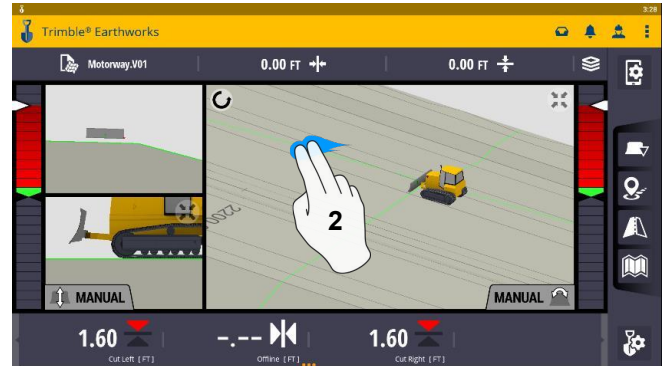 3:28
Trimble® Earthworks
Motorway.V01
0.00 FT
0.00 FT
22000
2
MANUAL
MANUAL
1.60
-.--
1.60
Cut Left [FT]
Offline [FT]
Cut Right [FT]